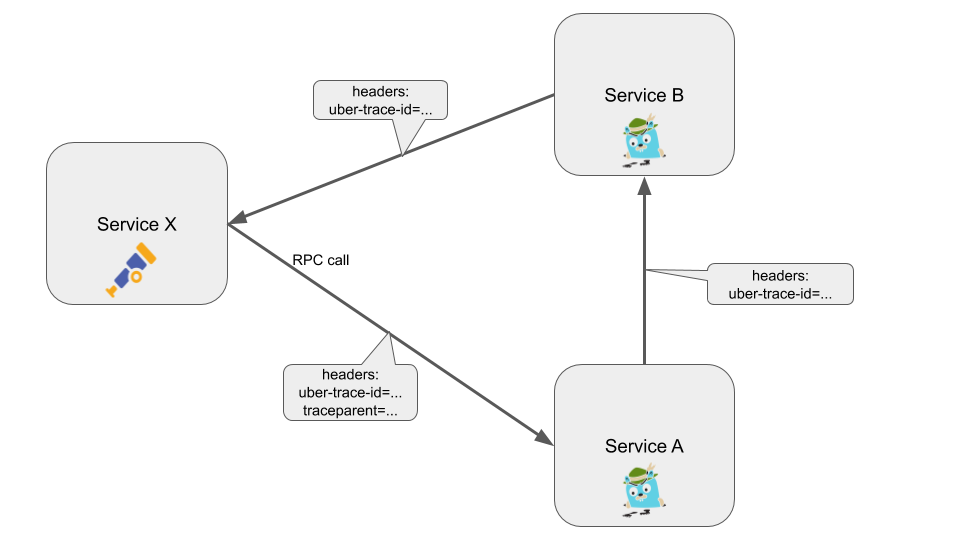 Service B
headers:
uber-trace-id=...
Service X
RPC call
headers:
uber-trace-id=...
headers:
uber-trace-id=...
traceparent=...
Service A